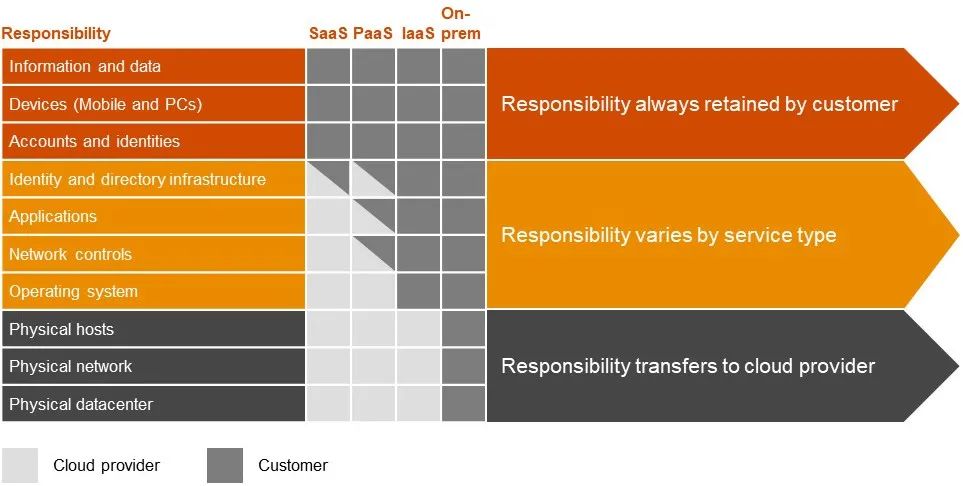 Responsibility SaaS PaaS IaaS On-
prem
Information and data
Devices (Mobile and PCs)
Accounts and identities
Responsibility always retained by customer
Identity and directory infrastructure
Applications
Network controls
Operating system
Responsibility varies by service type
Physical hosts
Physical network
Physical datacenter
Responsibility transfers to cloud provider
Cloud provider
Customer